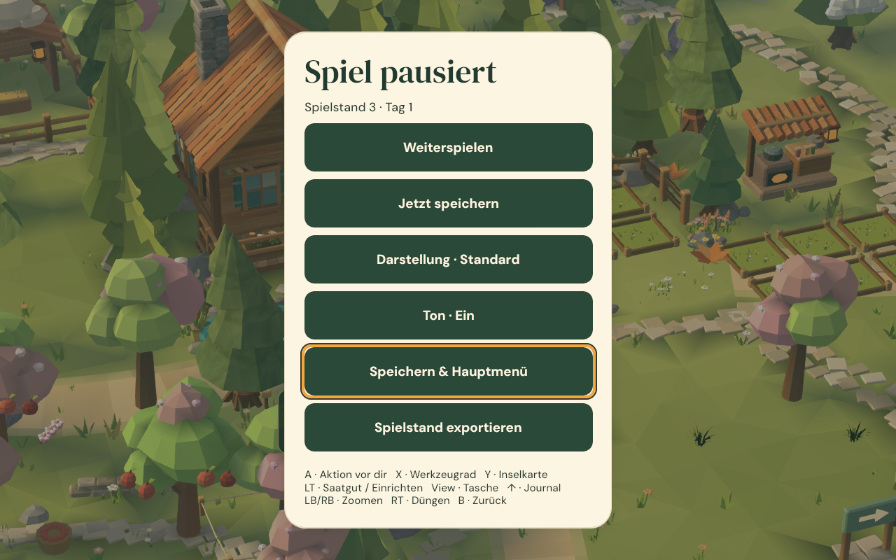 Spiel pausiert
Spielstand 3 · Tag 1
Weiterspielen
Jetzt speichern
Darstellung · Standard
Ton · Ein
Speichern & Hauptmenü
Spielstand exportieren
A · Aktion vor dir X · Werkzeugrad Y · Inselkarte
LT · Saatgut / Einrichten View · Tasche ↑ · Journal
LB/RB · Zoomen RT · Düngen B · Zurück